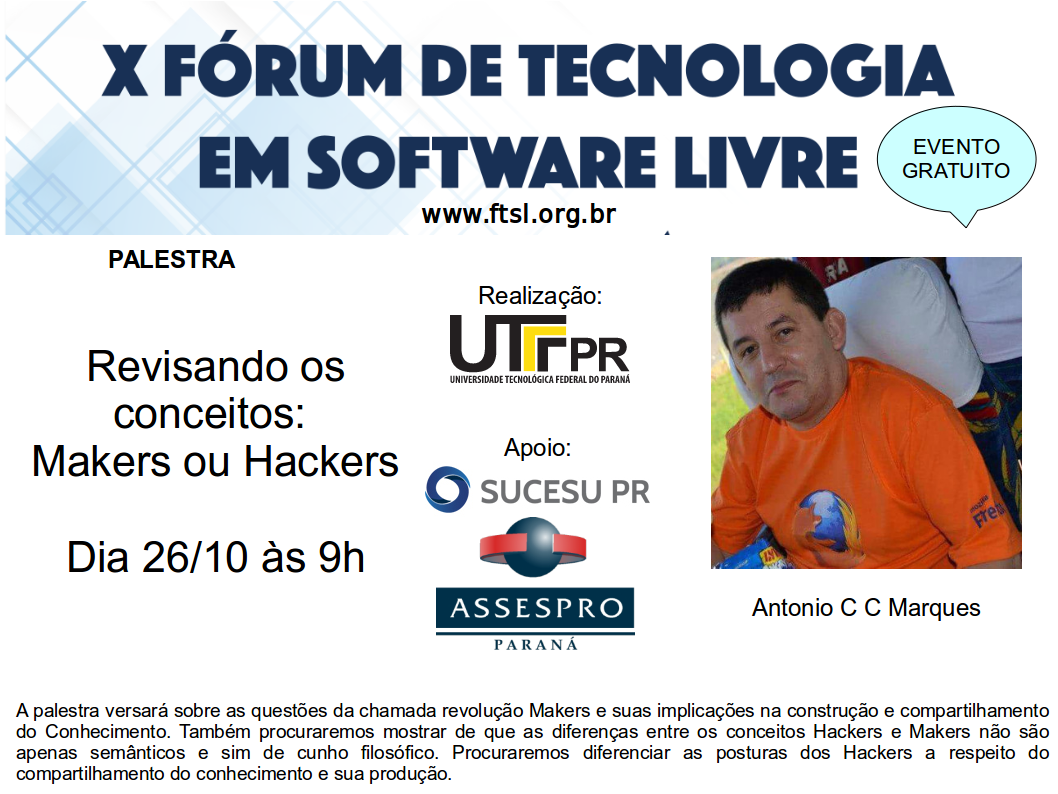 X FÓRUM DE TECNOLOGIA
EM SOFTWARE LIVRE
EVENTO
GRATUITO
www.ftsl.org.br
PALESTRA
Revisando os
conceitos:
Makers ou Hackers
Dia 26/10 às 9h
Realização:
UTFPR
UNIVERSIDADE TECNOLÓGICA FEDERAL DO PARANÁ
Apoio:
SUCESU PR
ASSESPRO
PARANÁ
Antonio C C Marques
A palestra versará sobre as questões da chamada revolução Makers e suas implicações na construção e compartilhamento
do Conhecimento. Também procuraremos mostrar de que as diferenças entre os conceitos Hackers e Makers não são
apenas semânticos e sim de cunho filosófico. Procuraremos diferenciar as posturas dos Hackers a respeito do
compartilhamento do conhecimento e sua produção.